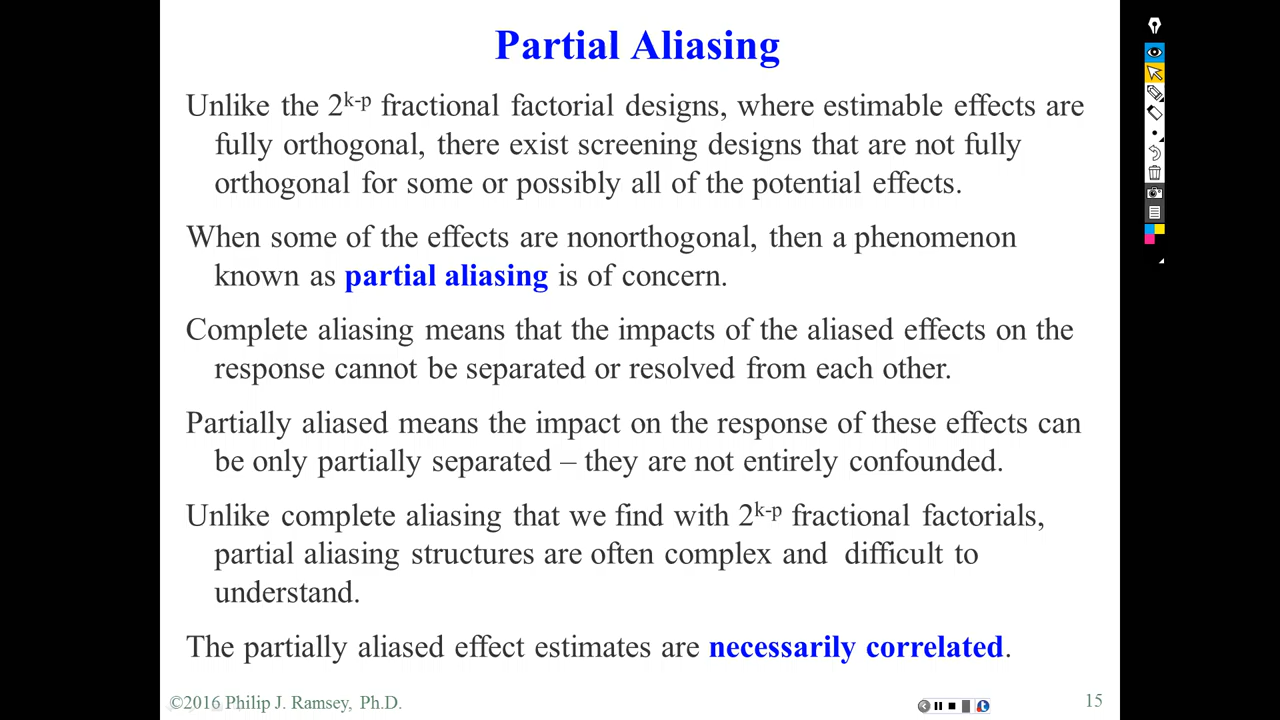 Partial Aliasing
Unlike the 2^k-p fractional factorial designs, where estimable effects are
fully orthogonal, there exist screening designs that are not fully
orthogonal for some or possibly all of the potential effects.
When some of the effects are nonorthogonal, then a phenomenon
known as partial aliasing is of concern.
Complete aliasing means that the impacts of the aliased effects on the
response cannot be separated or resolved from each other.
Partially aliased means the impact on the response of these effects can
be only partially separated – they are not entirely confounded.
Unlike complete aliasing that we find with 2^k-p fractional factorials,
partial aliasing structures are often complex and  difficult to
understand.
The partially aliased effect estimates are necessarily correlated.
©2016 Philip J. Ramsey, Ph.D.
15